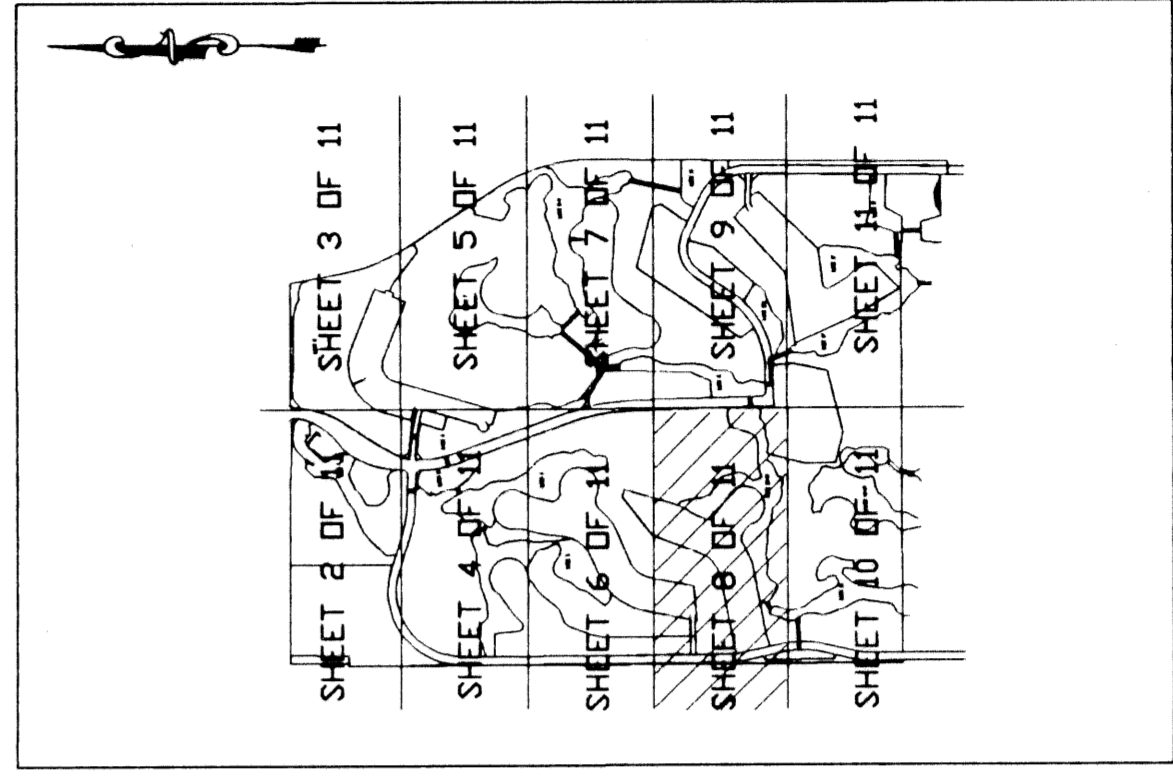 SHEET 3 OF 11
SHEET 5 OF 11
SHEET 7 OF 11
SHEET 9 OF 11
SHEET 11 OF 11
SHEET 2 OF 11
SHEET 4 OF 11
SHEET 6 OF 11
SHEET 8 OF 11
SHEET 10 OF 11